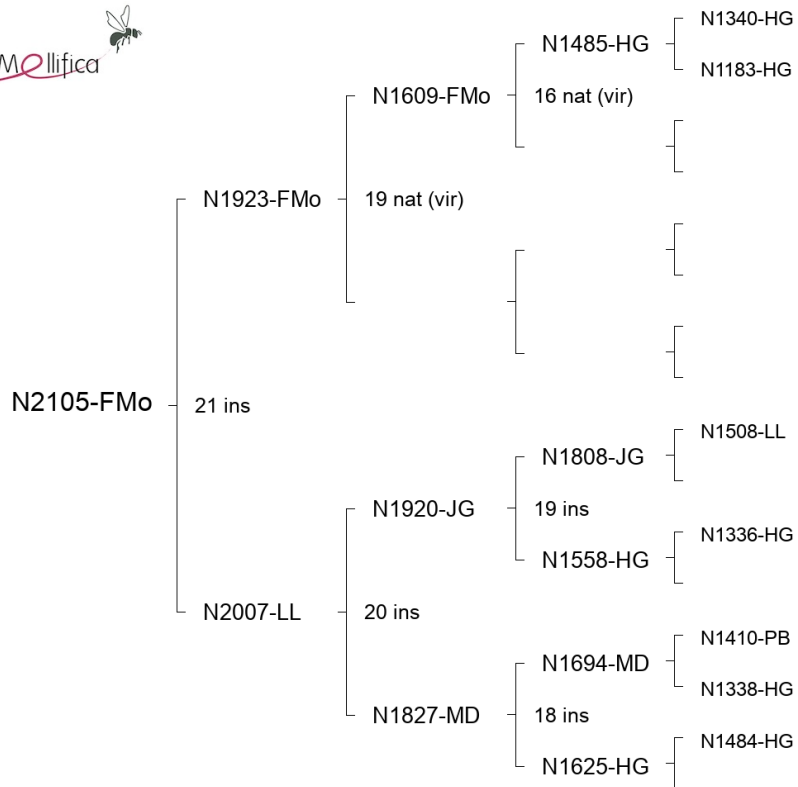 Mellifica
N1340-HG
N1485-HG
N1183-HG
N1609-FMo
16 nat (vir)
N1923-FMo
19 nat (vir)
N2105-FMo
21 ins
N1508-LL
N1808-JG
N1920-JG
19 ins
N1336-HG
N1558-HG
N2007-LL
20 ins
N1410-PB
N1694-MD
N1338-HG
N1827-MD
18 ins
N1484-HG
N1625-HG